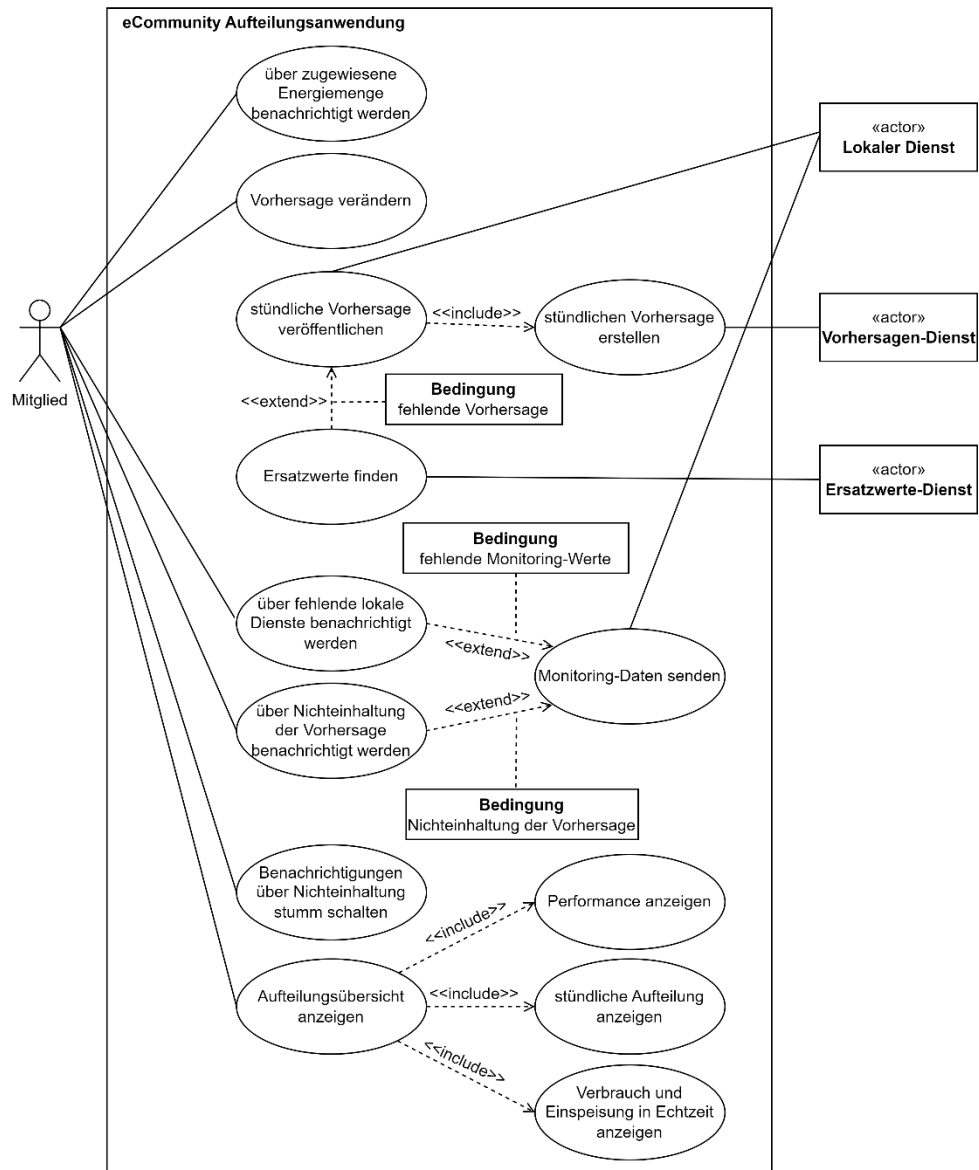 eCommunity Aufteilungsanwendung
über zugewiesene
Energiemenge
benachrichtigt werden
«actor»
Lokaler Dienst
Vorhersage verändern
stündliche Vorhersage
veröffentlichen
<<include>>
stündlichen Vorhersage
erstellen
«actor»
Vorhersagen-Dienst
Mitglied
<<extend>>
Bedingung
fehlende Vorhersage
Ersatzwerte finden
«actor»
Ersatzwerte-Dienst
Bedingung
fehlende Monitoring-Werte
über fehlende lokale
Dienste benachrichtigt
werden
<<extend>>
Monitoring-Daten senden
<<extend>>
über Nichteinhaltung
der Vorhersage
benachrichtigt werden
Bedingung
Nichteinhaltung der Vorhersage
Benachrichtigungen
über Nichteinhaltung
stumm schalten
<<include>>
Performance anzeigen
Aufteilungsübersicht
anzeigen
<<include>>
stündliche Aufteilung
anzeigen
<<include>>
Verbrauch und
Einspeisung in Echtzeit
anzeigen